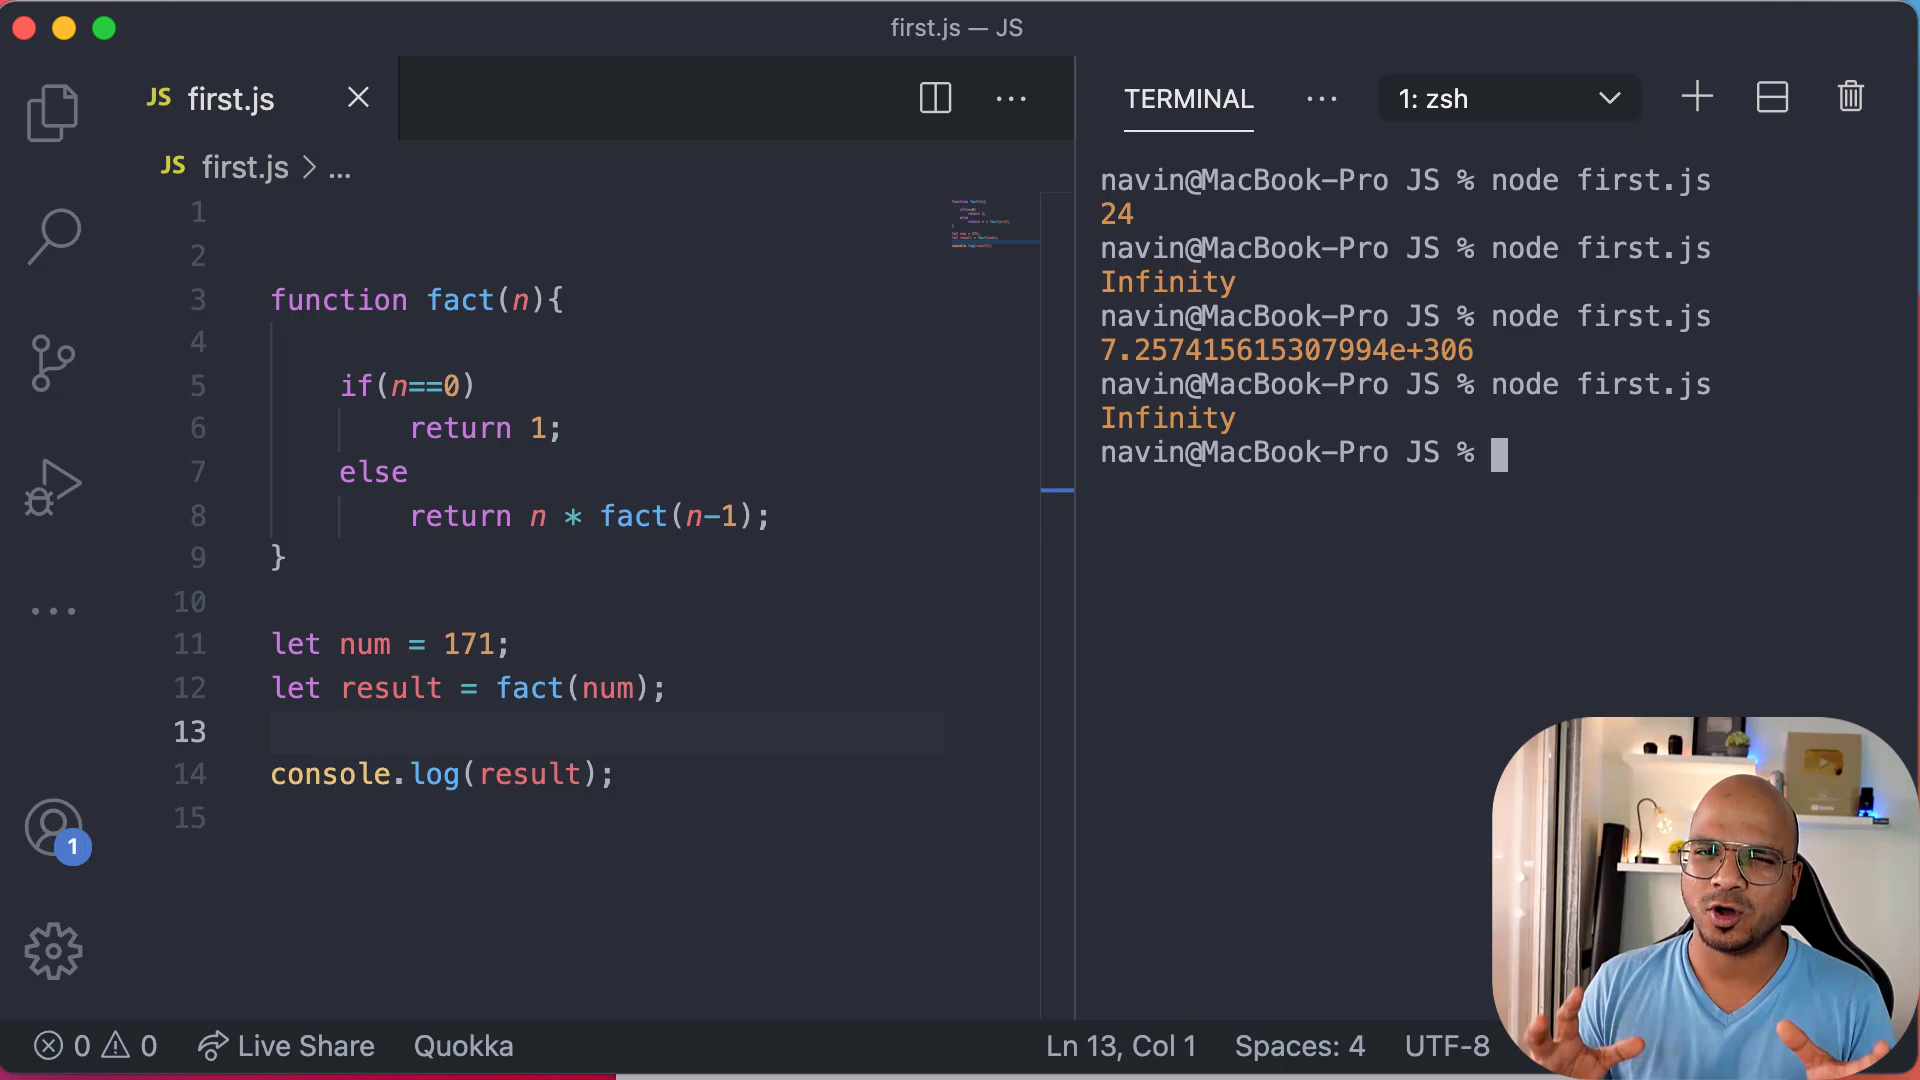 first.js — JS
JS first.js
JS first.js > ...
1
2
3 function fact(n){
4
5 if(n==0)
6 return 1;
7 else
8 return n * fact(n-1);
9 }
10
11 let num = 171;
12 let result = fact(num);
13
14 console.log(result);
15
TERMINAL ... 1: zsh
navin@MacBook-Pro JS % node first.js
24
navin@MacBook-Pro JS % node first.js
Infinity
navin@MacBook-Pro JS % node first.js
7.257415615307994e+306
navin@MacBook-Pro JS % node first.js
Infinity
navin@MacBook-Pro JS %
1
0 0 Live Share Quokka Ln 13, Col 1 Spaces: 4 UTF-8